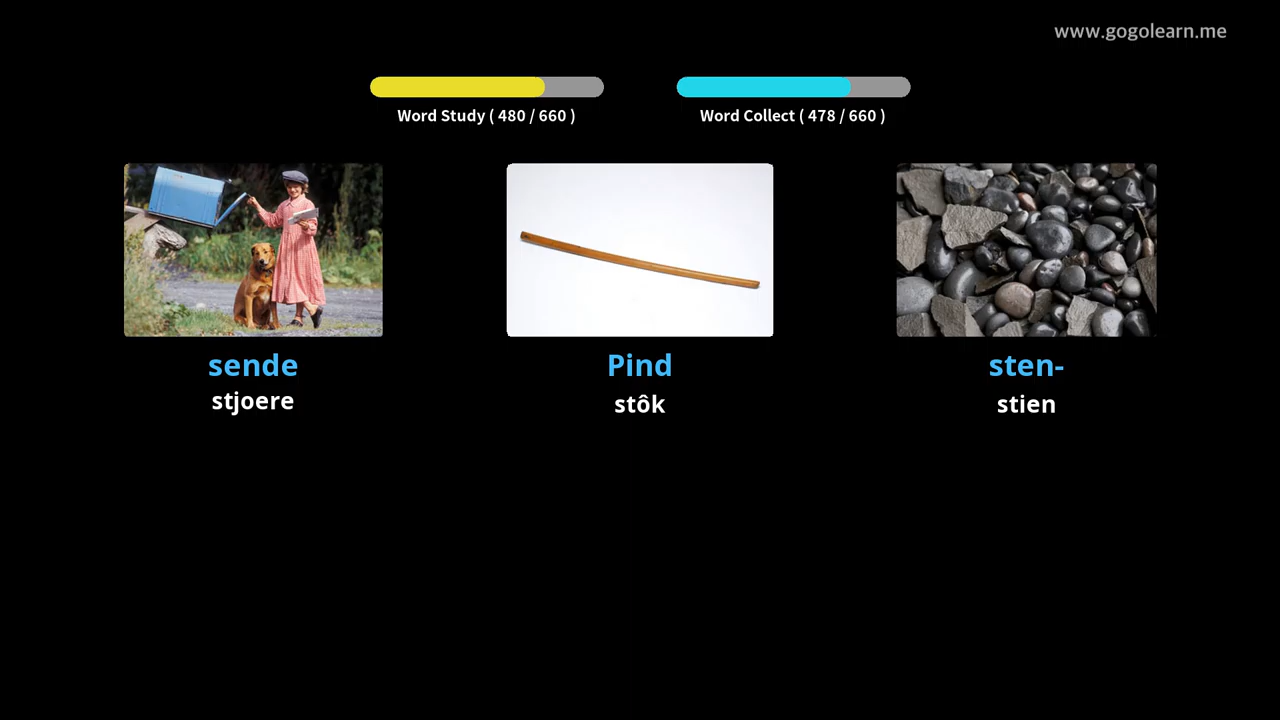 www.gogolearn.me
Word Study ( 480 / 660 )
Word Collect ( 478 / 660 )
sende
stjoere
Pind
stôk
sten-
stien